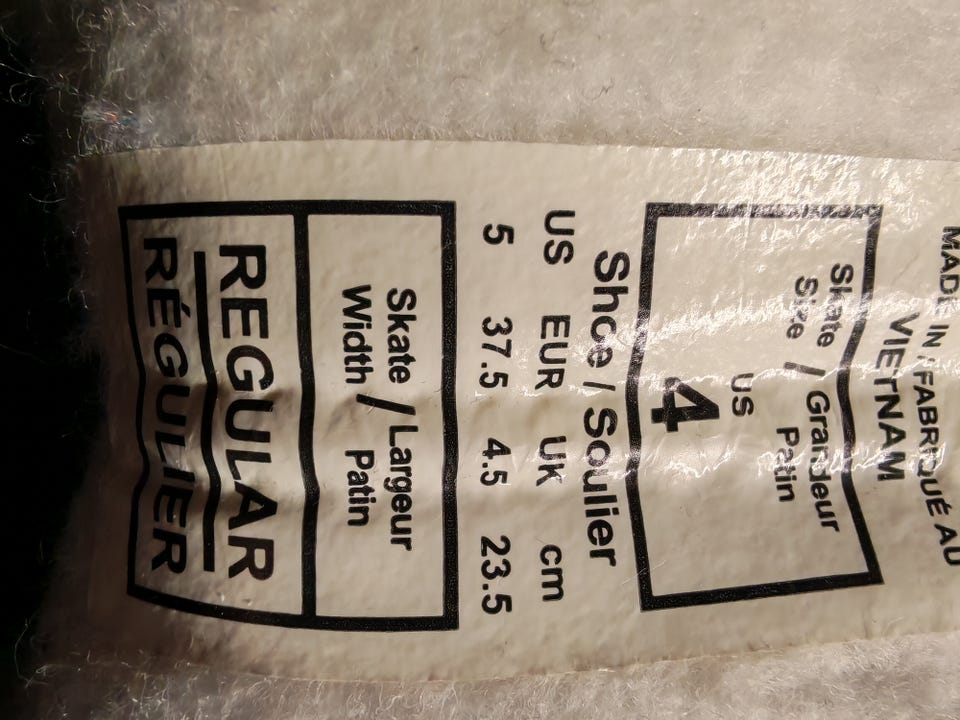 MADE IN / FABRIQUÉ AU
VIETNAM
Skate / Grandeur
Size / Patin
US
4
Shoe / Soulier
US EUR UK cm
5 37.5 4.5 23.5
Skate / Largeur
Width / Patin
REGULAR
RÉGULIER